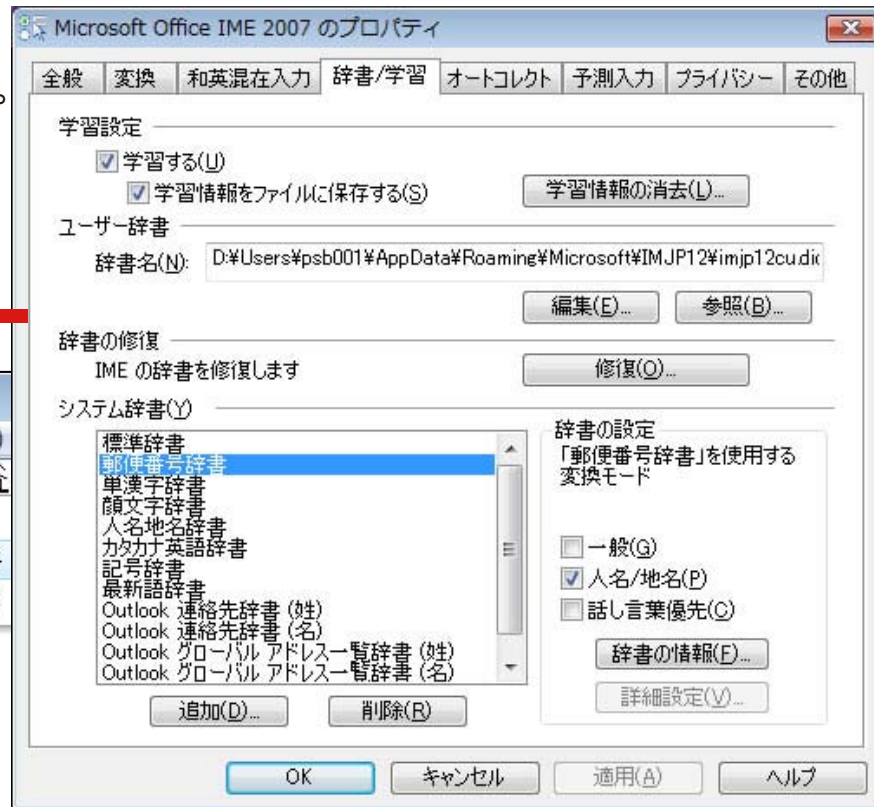 Microsoft Office IME 2007 のプロパティ
全般 変換 和英混在入力 辞書/学習 オートコレクト 予測入力 プライバシー その他
。
学習設定
学習する(U)
学習情報をファイルに保存する(S) 学習情報の消去(L)...
ユーザー辞書
辞書名(N): D:¥Users¥psb001¥AppData¥Roaming¥Microsoft¥IMJP12¥imjp12cu.dic
編集(E)... 参照(B)...
辞書の修復
IME の辞書を修復します 修復(O)...
システム辞書(Y)
標準辞書
郵便番号辞書
単漢字辞書
顔文字辞書
人名地名辞書
カタカナ英語辞書
記号辞書
最新語辞書
Outlook 連絡先辞書 (姓)
Outlook 連絡先辞書 (名)
Outlook グローバル アドレス一覧辞書 (姓)
Outlook グローバル アドレス一覧辞書 (名)
追加(D)... 削除(R)
辞書の設定
「郵便番号辞書」を使用する
変換モード
一般(G)
人名/地名(P)
話し言葉優先(C)
辞書の情報(F)...
詳細設定(V)...
OK キャンセル 適用(A) ヘルプ